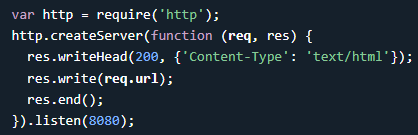 var http = require('http');
http.createServer(function (req, res) {
  res.writeHead(200, {'Content-Type': 'text/html'});
  res.write(req.url);
  res.end();
}).listen(8080);